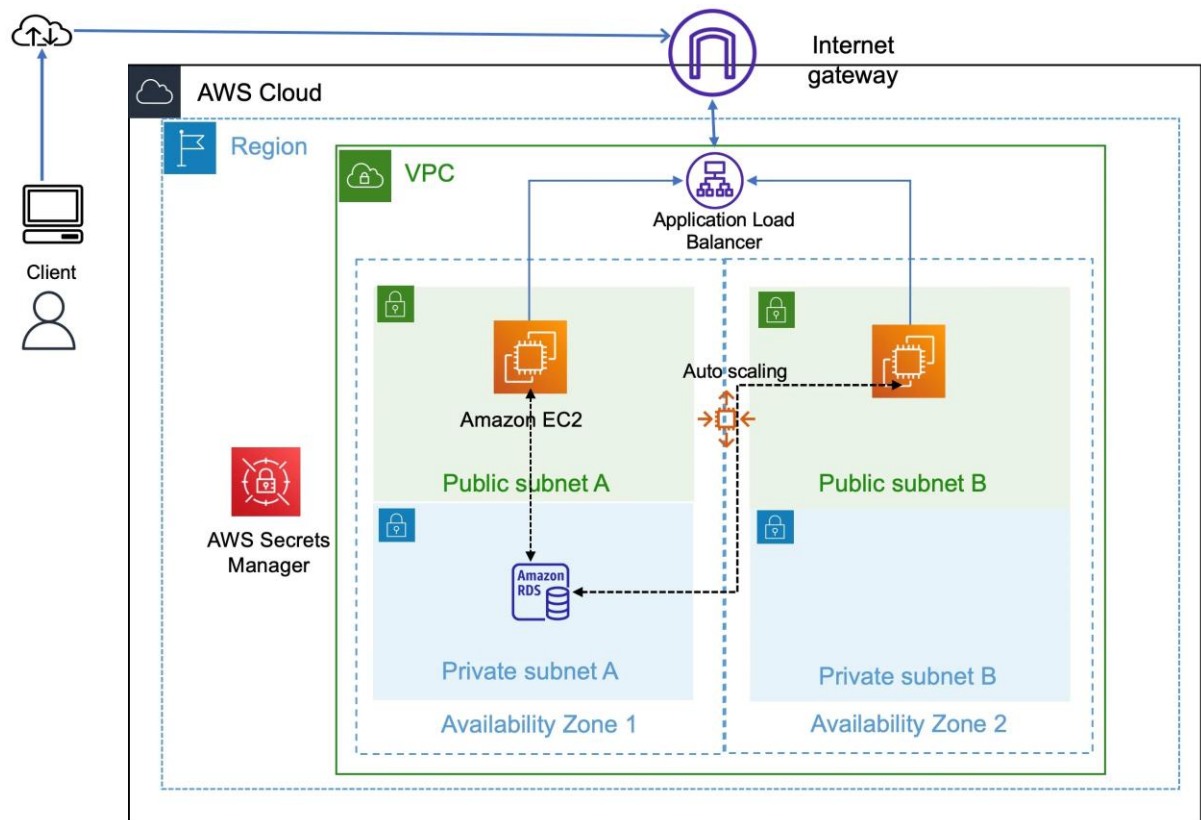 Internet
gateway
AWS Cloud
Region
VPC
Application Load
Balancer
Client
Auto scaling
Amazon EC2
Public subnet A
Public subnet B
AWS Secrets
Manager
Amazon
RDS
Private subnet A
Private subnet B
Availability Zone 1
Availability Zone 2